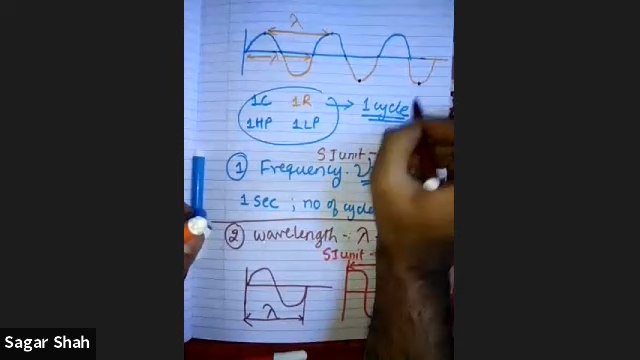 λ
λ
1C 1R → 1 cycle
1HP 1LP
SI unit -
① Frequency -
1 sec ; no of cycle
② wavelength - λ -
SI unit -
λ
Sagar Shah